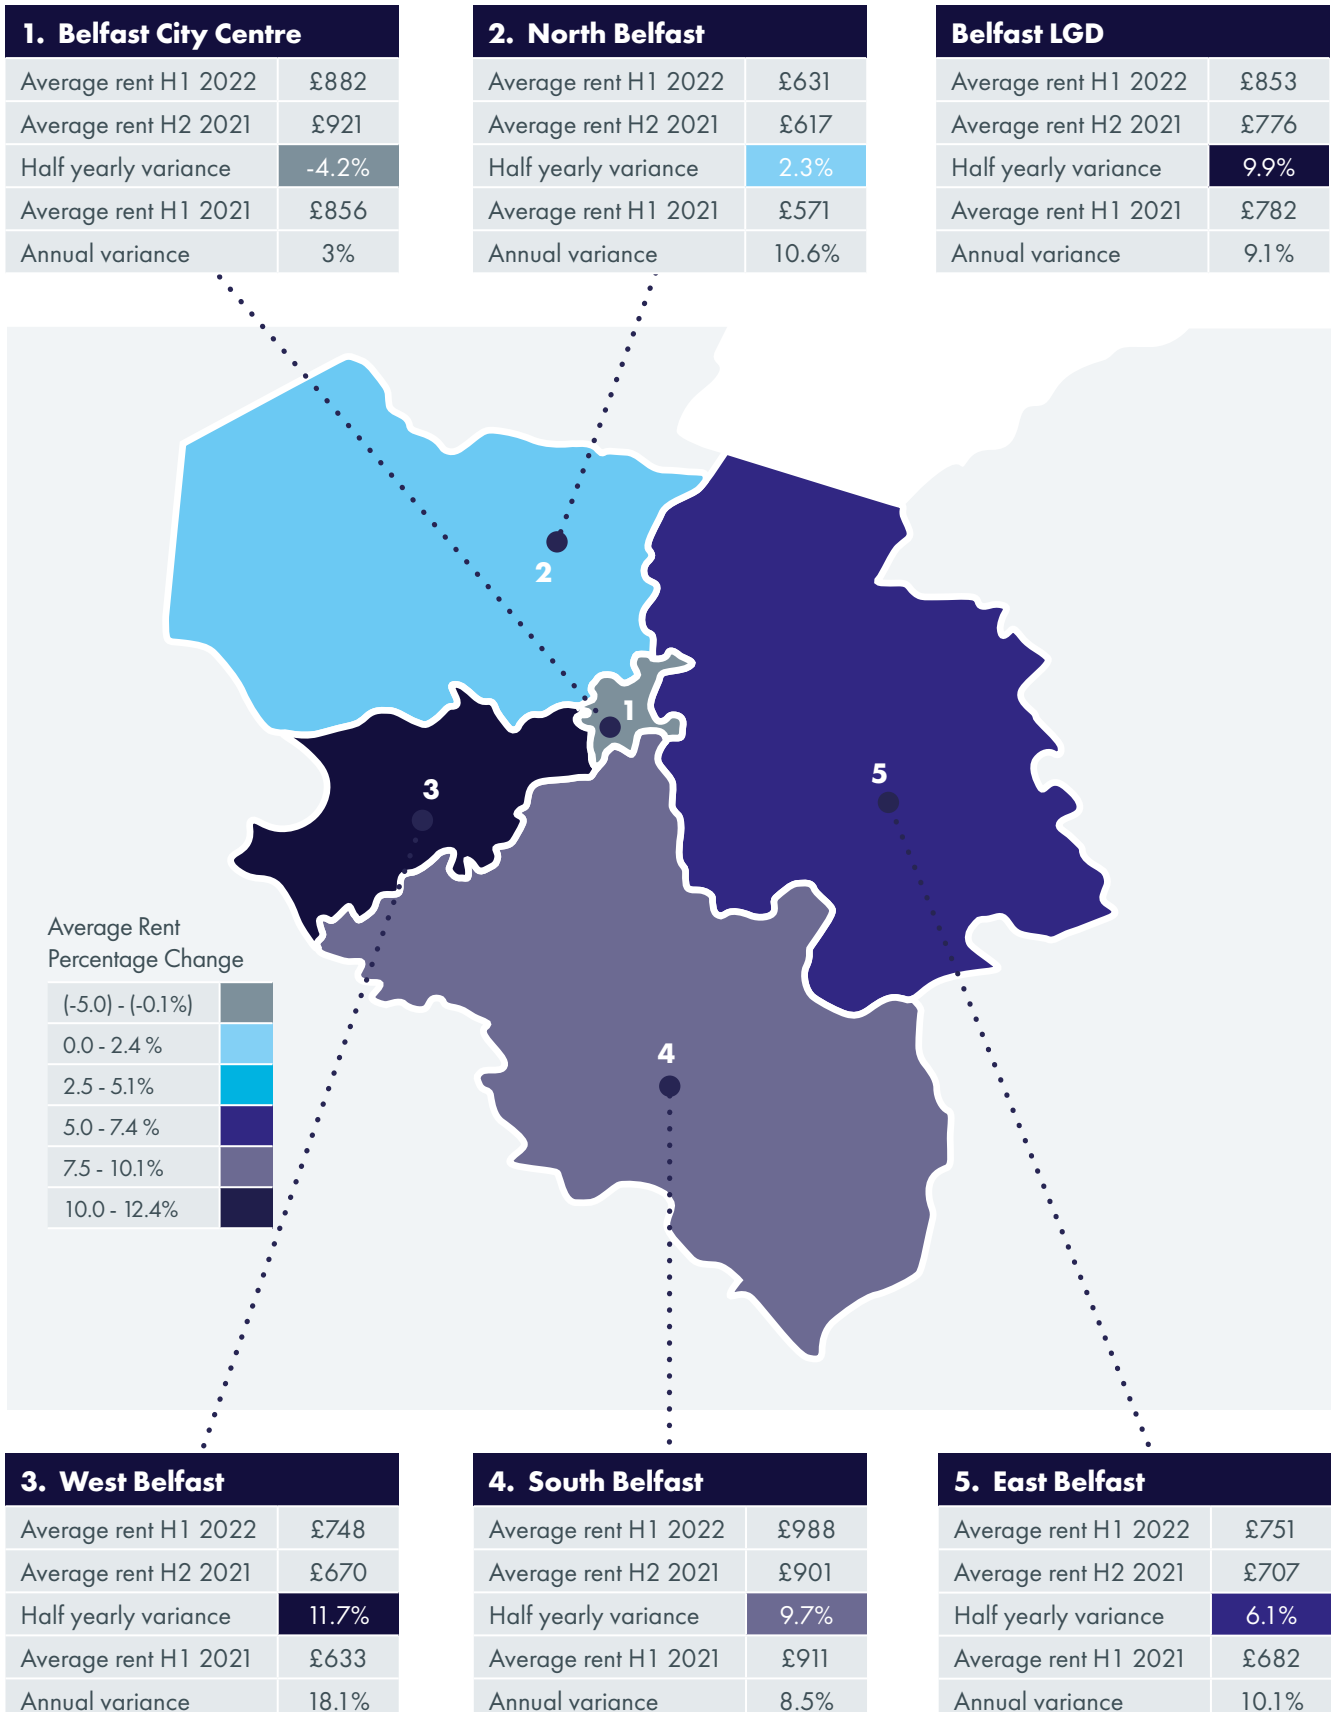 1. Belfast City Centre
Average rent H1 2022 £882
Average rent H2 2021 £921
Half yearly variance -4.2%
Average rent H1 2021 £856
Annual variance 3%
2. North Belfast
Average rent H1 2022 £631
Average rent H2 2021 £617
Half yearly variance 2.3%
Average rent H1 2021 £571
Annual variance 10.6%
Belfast LGD
Average rent H1 2022 £853
Average rent H2 2021 £776
Half yearly variance 9.9%
Average rent H1 2021 £782
Annual variance 9.1%
2
1
3
5
4
Average Rent
Percentage Change
(-5.0) - (-0.1%)
0.0 - 2.4 %
2.5 - 5.1%
5.0 - 7.4 %
7.5 - 10.1%
10.0 - 12.4%
3. West Belfast
Average rent H1 2022 £748
Average rent H2 2021 £670
Half yearly variance 11.7%
Average rent H1 2021 £633
Annual variance 18.1%
4. South Belfast
Average rent H1 2022 £988
Average rent H2 2021 £901
Half yearly variance 9.7%
Average rent H1 2021 £911
Annual variance 8.5%
5. East Belfast
Average rent H1 2022 £751
Average rent H2 2021 £707
Half yearly variance 6.1%
Average rent H1 2021 £682
Annual variance 10.1%